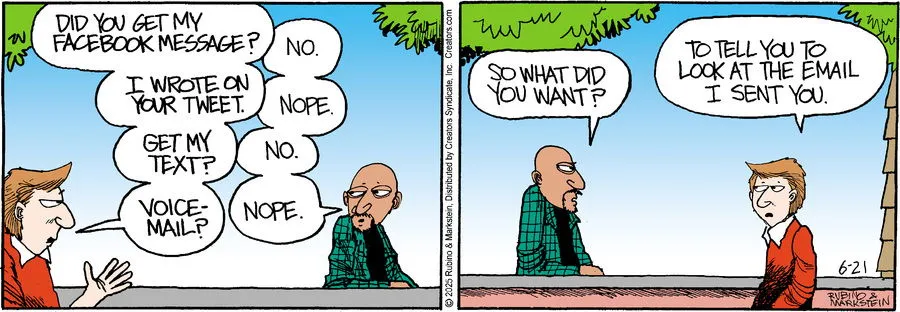 DID YOU GET MY
FACEBOOK MESSAGE?
NO.
I WROTE ON
YOUR TWEET.
NOPE.
GET MY
TEXT?
NO.
VOICE-
MAIL?
NOPE.
© 2025 Rubino & Markstein, Distributed by Creators Syndicate, Inc. Creators.com
SO WHAT DID
YOU WANT?
TO TELL YOU TO
LOOK AT THE EMAIL
I SENT YOU.
6-21
RUBINO &
MARKSTEIN